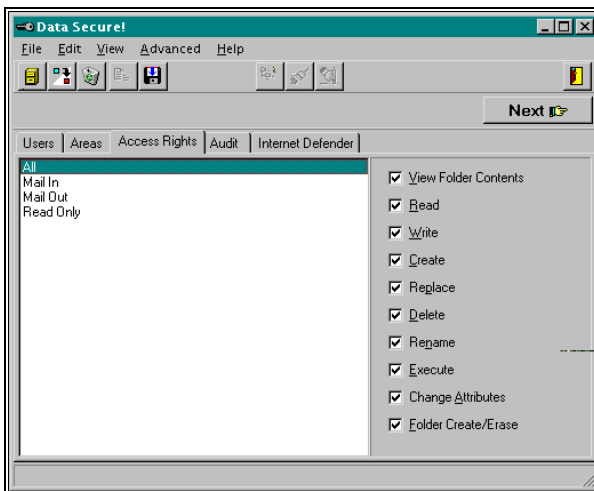 Data Secure!
File Edit View Advanced Help
Next
Users Areas Access Rights Audit Internet Defender
All
Mail In
Mail Out
Read Only
View Folder Contents
Read
Write
Create
Replace
Delete
Rename
Execute
Change Attributes
Folder Create/Erase